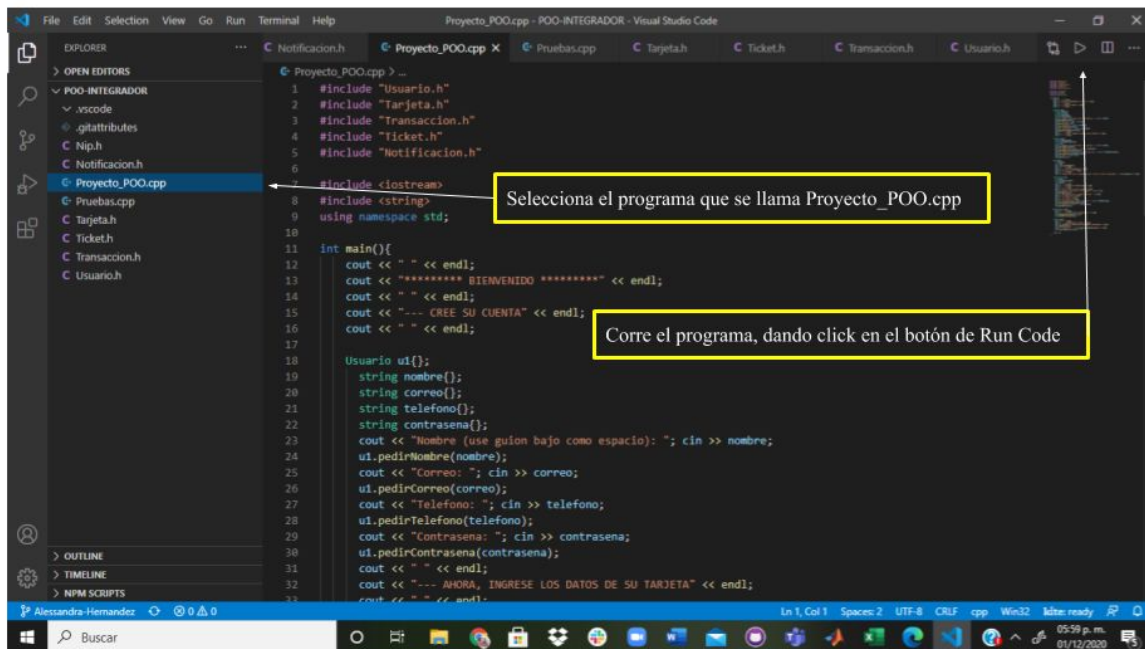 File Edit Selection View Go Run Terminal Help
Proyecto_POO.cpp - POO-INTEGRADOR - Visual Studio Code
EXPLORER
OPEN EDITORS
POO-INTEGRADOR
.vscode
.gitattributes
C Nip.h
C Notificacion.h
Proyecto_POO.cpp
Pruebas.cpp
C Tarjeta.h
C Ticket.h
C Transaccion.h
C Usuario.h
OUTLINE
TIMELINE
NPM SCRIPTS
C Notificacion.h Proyecto_POO.cpp Pruebas.cpp C Tarjeta.h C Ticket.h C Transaccion.h C Usuario.h
Proyecto_POO.cpp > ...
1 #include "Usuario.h"
2 #include "Tarjeta.h"
3 #include "Transaccion.h"
4 #include "Ticket.h"
5 #include "Notificacion.h"
6
7 #include <iostream>
8 #include <string>
9 using namespace std;
10
11 int main(){
12 cout << " " << endl;
13 cout << "********* BIENVENIDO *********" << endl;
14 cout << " " << endl;
15 cout << "--- CREE SU CUENTA" << endl;
16 cout << " " << endl;
17
18 Usuario u1{};
19 string nombre{};
20 string correo{};
21 string telefono{};
22 string contrasena{};
23 cout << "Nombre (use guion bajo como espacio): "; cin >> nombre;
24 u1.pedirNombre(nombre);
25 cout << "Correo: "; cin >> correo;
26 u1.pedirCorreo(correo);
27 cout << "Telefono: "; cin >> telefono;
28 u1.pedirTelefono(telefono);
29 cout << "Contrasena: "; cin >> contrasena;
30 u1.pedirContrasena(contrasena);
31 cout << " " << endl;
32 cout << "--- AHORA, INGRESE LOS DATOS DE SU TARJETA" << endl;
33 cout << " " << endl;
Selecciona el programa que se llama Proyecto_POO.cpp
Corre el programa, dando click en el botón de Run Code
Alessandra-Hernandez 0 0 Ln 1, Col 1 Spaces: 2 UTF-8 CRLF cpp Win32 kite: ready
Buscar
05:59 p. m.
01/12/2020